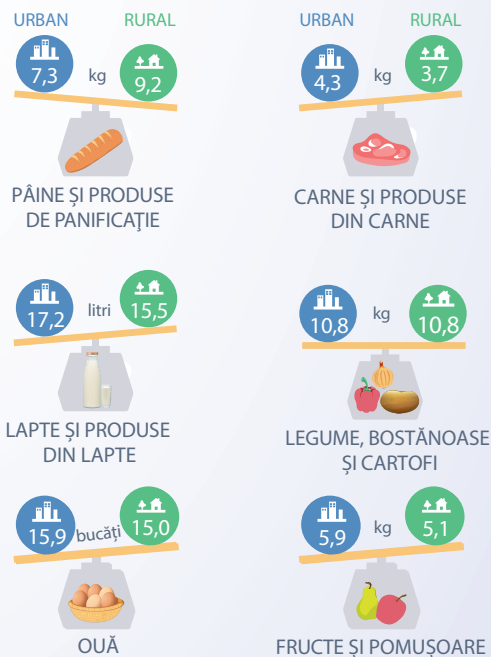 URBAN RURAL
7,3 kg 9,2
PÂINE ȘI PRODUSE
DE PANIFICAȚIE
URBAN RURAL
4,3 kg 3,7
CARNE ȘI PRODUSE
DIN CARNE
17,2 litri 15,5
LAPTE ȘI PRODUSE
DIN LAPTE
10,8 kg 10,8
LEGUME, BOSTĂNOASE
ȘI CARTOFI
15,9 bucăți 15,0
OUĂ
5,9 kg 5,1
FRUCTE ȘI POMUȘOARE